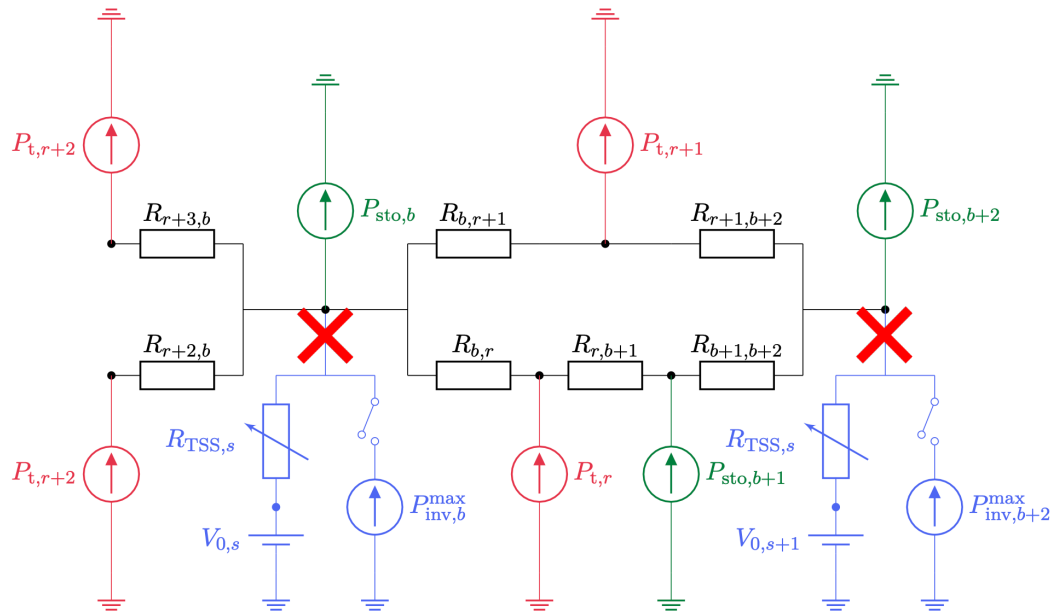 P_{t,r+2}
P_{t,r+1}
P_{sto,b}
P_{sto,b+2}
R_{r+3,b}
R_{b,r+1}
R_{r+1,b+2}
R_{r+2,b}
R_{b,r}
R_{r,b+1}
R_{b+1,b+2}
R_{TSS,s}
R_{TSS,s}
P_{t,r+2}
P_{t,r}
P_{sto,b+1}
P_{inv,b}^{max}
P_{inv,b+2}^{max}
V_{0,s}
V_{0,s+1}